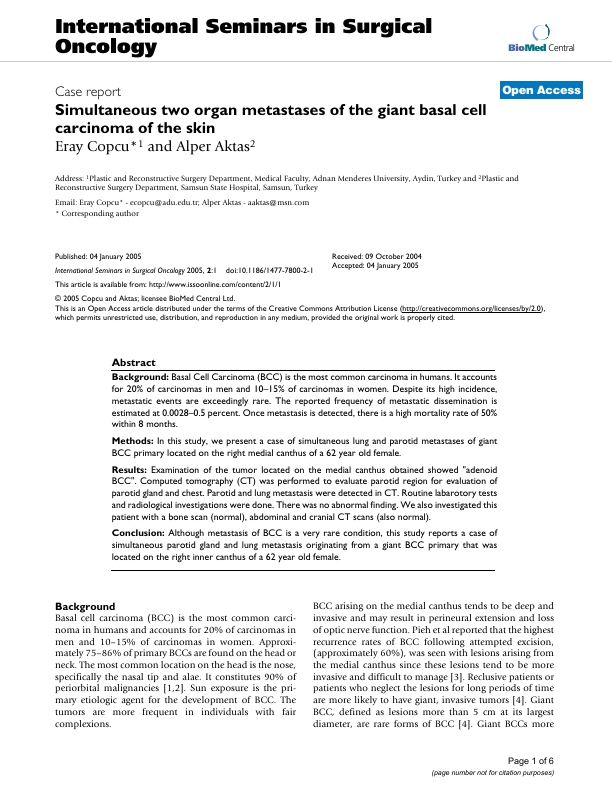 International Seminars in Surgical
Oncology
BioMed Central
Open Access
Case report
Simultaneous two organ metastases of the giant basal cell
carcinoma of the skin
Eray Copcu*1 and Alper Aktas2
Address: 1Plastic and Reconstructive Surgery Department, Medical Faculty, Adnan Menderes University, Aydin, Turkey and 2Plastic and
Reconstructive Surgery Department, Samsun State Hospital, Samsun, Turkey
Email: Eray Copcu* - ecopcu@adu.edu.tr; Alper Aktas - aaktas@msn.com
* Corresponding author
Published: 04 January 2005
International Seminars in Surgical Oncology 2005, 2:1 doi:10.1186/1477-7800-2-1
Received: 09 October 2004
Accepted: 04 January 2005
This article is available from: http://www.issoonline.com/content/2/1/1
© 2005 Copcu and Aktas; licensee BioMed Central Ltd.
This is an Open Access article distributed under the terms of the Creative Commons Attribution License (http://creativecommons.org/licenses/by/2.0),
which permits unrestricted use, distribution, and reproduction in any medium, provided the original work is properly cited.
Abstract
Background: Basal Cell Carcinoma (BCC) is the most common carcinoma in humans. It accounts
for 20% of carcinomas in men and 10–15% of carcinomas in women. Despite its high incidence,
metastatic events are exceedingly rare. The reported frequency of metastatic dissemination is
estimated at 0.0028–0.5 percent. Once metastasis is detected, there is a high mortality rate of 50%
within 8 months.
Methods: In this study, we present a case of simultaneous lung and parotid metastases of giant
BCC primary located on the right medial canthus of a 62 year old female.
Results: Examination of the tumor located on the medial canthus obtained showed "adenoid
BCC". Computed tomography (CT) was performed to evaluate parotid region for evaluation of
parotid gland and chest. Parotid and lung metastasis were detected in CT. Routine labarotory tests
and radiological investigations were done. There was no abnormal finding. We also investigated this
patient with a bone scan (normal), abdominal and cranial CT scans (also normal).
Conclusion: Although metastasis of BCC is a very rare condition, this study reports a case of
simultaneous parotid gland and lung metastasis originating from a giant BCC primary that was
located on the right inner canthus of a 62 year old female.
Background
Basal cell carcinoma (BCC) is the most common carci-
noma in humans and accounts for 20% of carcinomas in
men and 10–15% of carcinomas in women. Approxi-
mately 75–86% of primary BCCs are found on the head or
neck. The most common location on the head is the nose,
specifically the nasal tip and alae. It constitutes 90% of
periorbital malignancies [1,2]. Sun exposure is the pri-
mary etiologic agent for the development of BCC. The
tumors are more frequent in individuals with fair
complexions.
BCC arising on the medial canthus tends to be deep and
invasive and may result in perineural extension and loss
of optic nerve function. Pieh et al reported that the highest
recurrence rates of BCC following attempted excision,
(approximately 60%), was seen with lesions arising from
the medial canthus since these lesions tend to be more
invasive and difficult to manage [3]. Reclusive patients or
patients who neglect the lesions for long periods of time
are more likely to have giant, invasive tumors [4]. Giant
BCC, defined as lesions more than 5 cm at its largest
diameter, are rare forms of BCC [4]. Giant BCCs more
Page 1 of 6
(page number not for citation purposes)